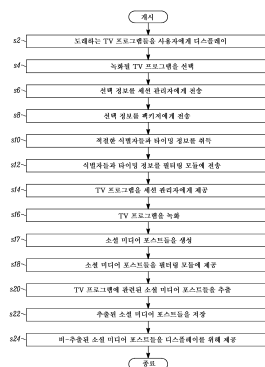 개시
s2 도래하는 TV 프로그램들을 사용자에게 디스플레이
s4 녹화될 TV 프로그램을 선택
s6 선택 정보를 세션 관리자에게 전송
s8 선택 정보를 패키저에게 전송
s10 적절한 식별자들과 타이밍 정보를 취득
s12 식별자들과 타이밍 정보를 필터링 모듈에 전송
s14 TV 프로그램을 세션 관리자에게 제공
s16 TV 프로그램을 녹화
s17 소셜 미디어 포스트들을 생성
s18 소셜 미디어 포스트들을 필터링 모듈에 제공
s20 TV 프로그램에 관련된 소셜 미디어 포스트들을 추출
s22 추출된 소셜 미디어 포스트들을 저장
s24 비-추출된 소셜 미디어 포스트들을 디스플레이를 위해 제공
종료